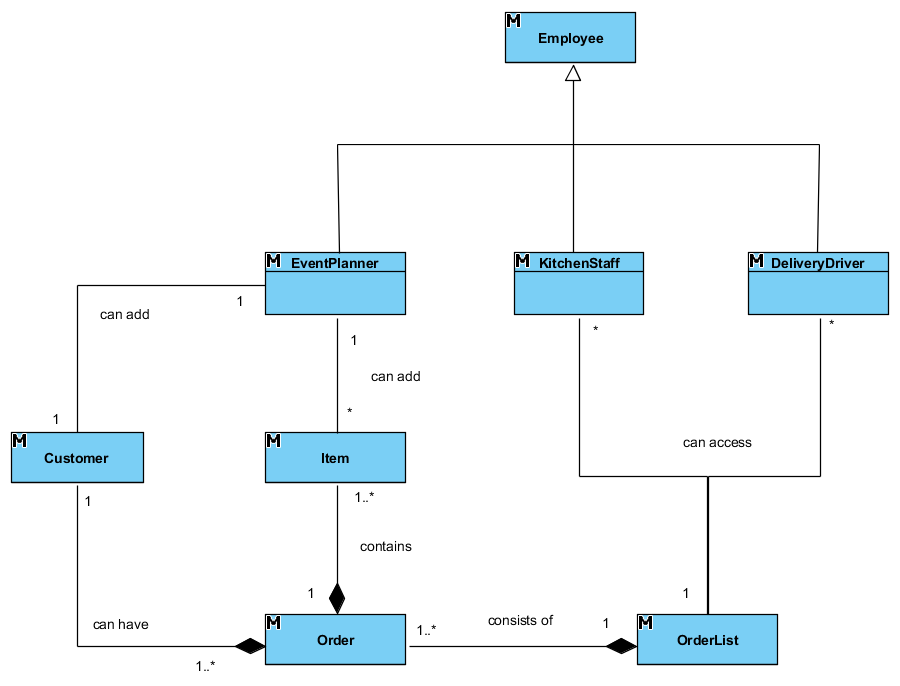 M
Employee
M EventPlanner
M KitchenStaff
M DeliveryDriver
1
can add
1
can add
*
1
*
*
can access
M
Customer
M
Item
1
1..*
contains
1
can have
1..*
M
Order
1..*
consists of
1
1
M
OrderList